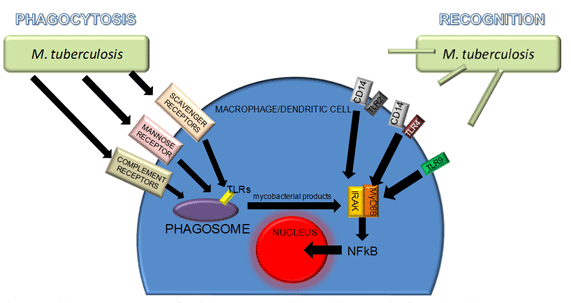 PHAGOCYTOSIS
RECOGNITION
M. tuberculosis
M. tuberculosis
SCAVENGER
RECEPTORS
MANNOSE
RECEPTOR
COMPLEMENT
RECEPTORS
MACROPHAGE/DENDRITIC CELL
CD14
TLR2
CD14
TLR4
TLR9
TLRs
mycobacterial products
IRAK
MyD88
PHAGOSOME
NUCLEUS
NFkB